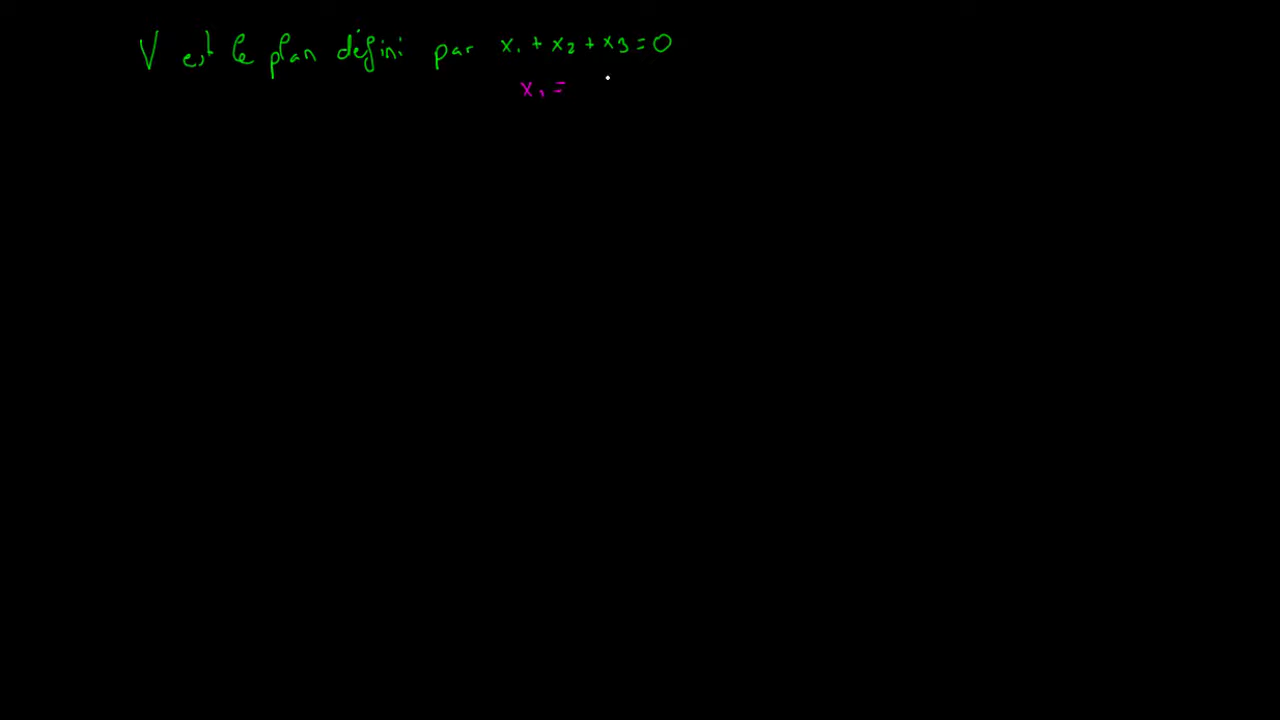 V est le plan défini par x₁ + x₂ + x₃ = 0
x₁ =